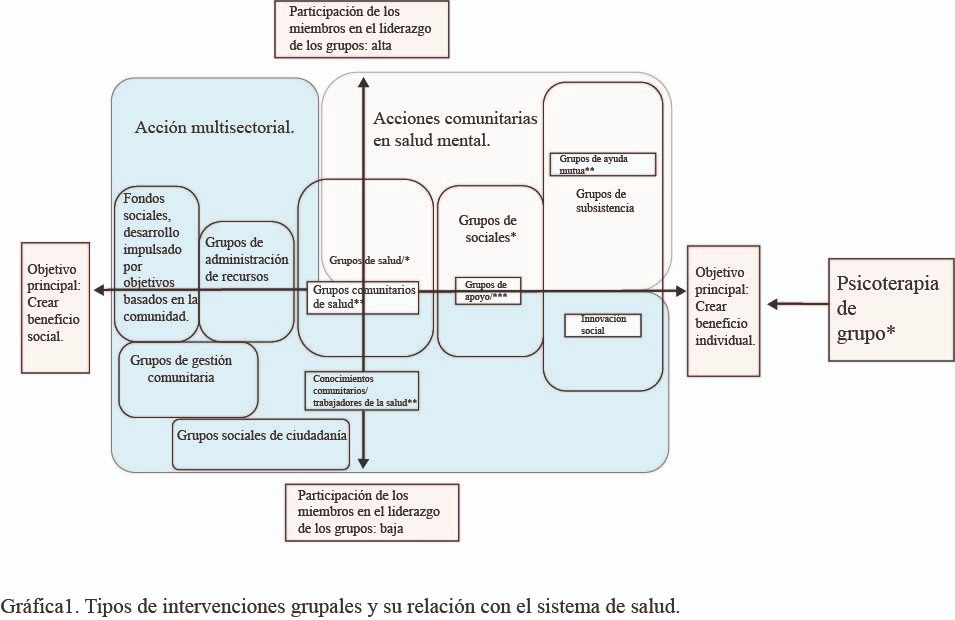 Participación de los
miembros en el liderazgo
de los grupos: alta
Acción multisectorial.
Acciones comunitarias
en salud mental.
Grupos de ayuda
mutua**
Grupos de
subsistencia
Fondos
sociales,
desarrollo
impulsado
por
objetivos
basados en la
comunidad.
Grupos de
administración
de recursos
Grupos de salud/*
Grupos comunitarios
de salud**
Grupos de
sociales*
Grupos de
apoyo/***
Innovación
social
Objetivo
principal:
Crear
beneficio
social.
Objetivo
principal:
Crear
beneficio
individual.
Psicoterapia
de
grupo*
Grupos de gestión
comunitaria
Conocimientos
comunitarios/
trabajadores de la salud**
Grupos sociales de ciudadanía
Participación de los
miembros en el liderazgo
de los grupos: baja
Gráfica1. Tipos de intervenciones grupales y su relación con el sistema de salud.